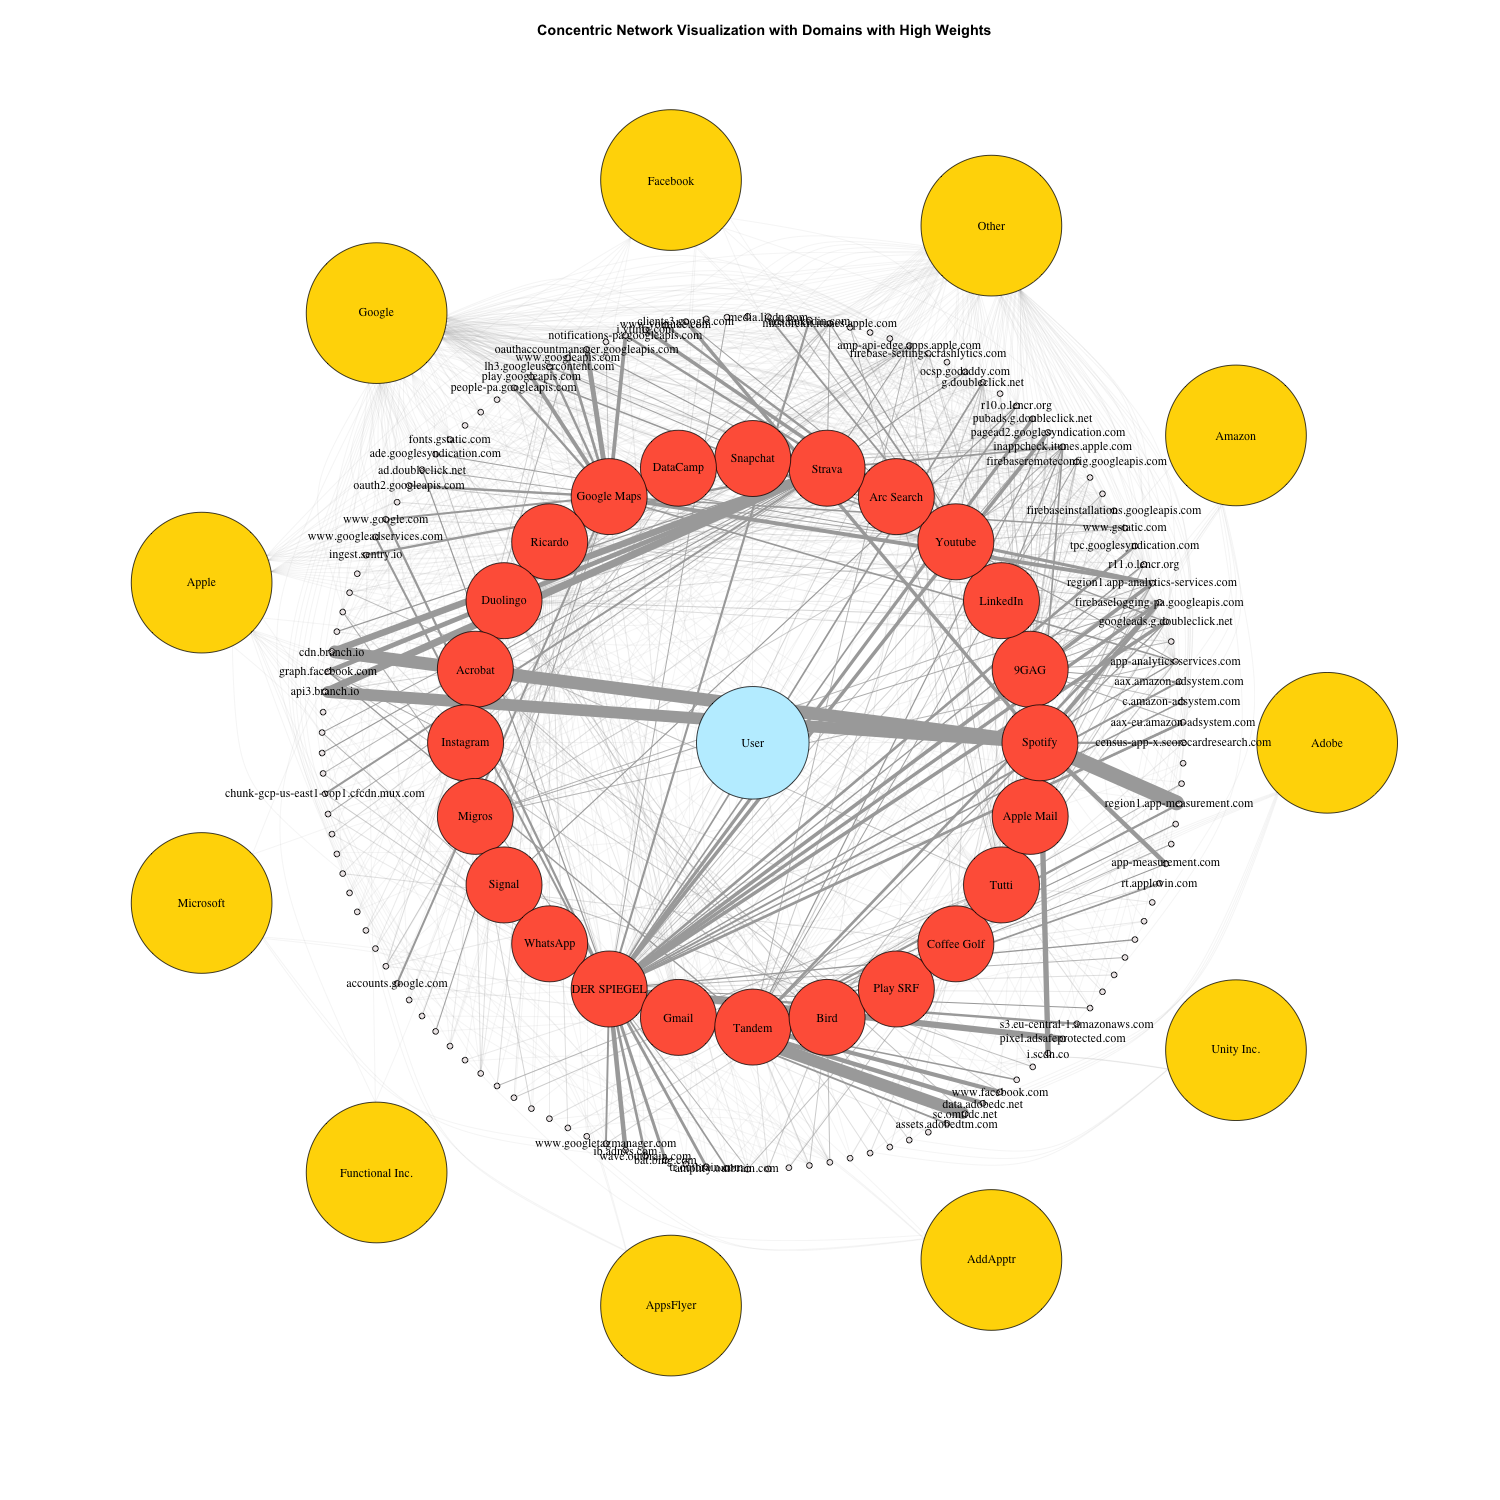 Concentric Network Visualization with Domains with High Weights
Facebook
Other
Google
Amazon
Apple
Adobe
Microsoft
Unity Inc.
Functional Inc.
AddApptr
AppsFlyer
clients3.google.com
www.youtube.com
media.licdn.com
notifications-pa.googleapis.com
amp-api-edge.apps.apple.com
oauthaccountmanager.googleapis.com
firebase-settings.crashlytics.com
www.googleapis.com
lh3.googleusercontent.com
ocsp.godaddy.com
play.googleapis.com
g.doubleclick.net
people-pa.googleapis.com
r10.o.lencr.org
pubads.g.doubleclick.net
pagead2.googlesyndication.com
fonts.gstatic.com
inappcheck.itunes.apple.com
ade.googlesyndication.com
firebaseremoteconfig.googleapis.com
ad.doubleclick.net
oauth2.googleapis.com
firebaseinstallations.googleapis.com
www.google.com
www.gstatic.com
www.googleadservices.com
tpc.googlesyndication.com
ingest.sentry.io
r11.o.lencr.org
region1.app-analytics-services.com
firebaselogging-pa.googleapis.com
googleads.g.doubleclick.net
cdn.branch.io
app-analytics-services.com
graph.facebook.com
aax.amazon-adsystem.com
api3.branch.io
c.amazon-adsystem.com
aax-eu.amazon-adsystem.com
census-app-x.scorecardresearch.com
chunk-gcp-us-east1-vop1.cfcdn.mux.com
region1.app-measurement.com
app-measurement.com
rt.applovin.com
accounts.google.com
s3.eu-central-1.amazonaws.com
pixel.adsafeprotected.com
i.scdn.co
www.facebook.com
data.adobedc.net
sc.omtrdc.net
assets.adobedtm.com
www.googletagmanager.com
ib.adnxs.com
wave.outbrain.com
bat.bing.com
amplify.outbrain.com
Snapchat
DataCamp
Strava
Google Maps
Arc Search
Ricardo
Youtube
Duolingo
LinkedIn
Acrobat
9GAG
Instagram
User
Spotify
Migros
Apple Mail
Signal
Tutti
WhatsApp
Coffee Golf
DER SPIEGEL
Play SRF
Gmail
Tandem
Bird